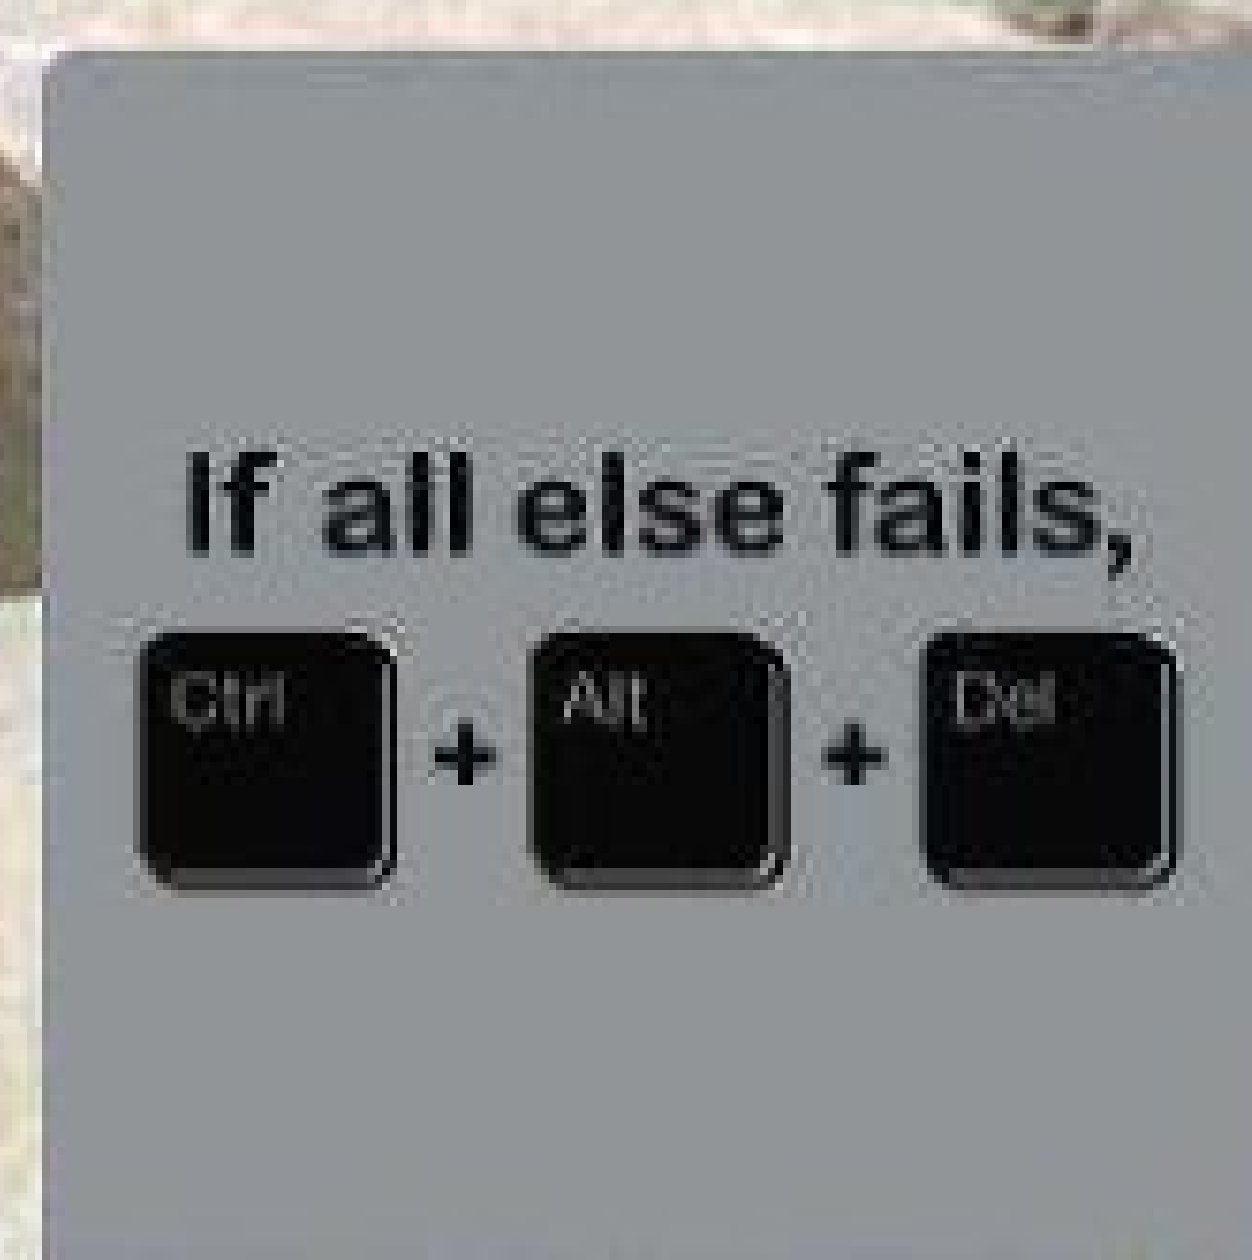 If all else fails,
Ctrl + Alt + Del